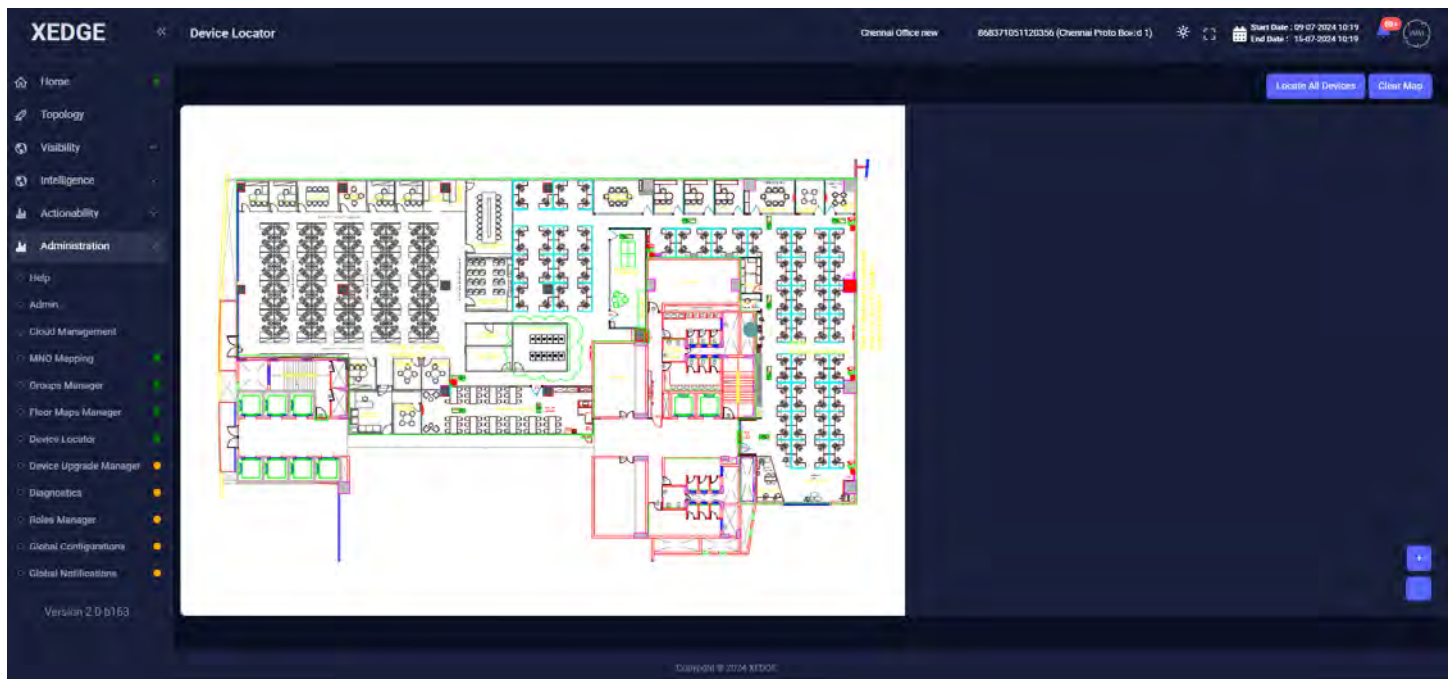 XEDGE
Device Locator
Chennai Office new
868371051120356 (Chennai Proto Board 1)
Start Date : 09-07-2024 10:19
End Date : 15-07-2024 10:19
Home
Topology
Visibility
Intelligence
Actionability
Administration
Help
Admin
Cloud Management
MNO Mapping
Groups Manager
Floor Maps Manager
Device Locator
Device Upgrade Manager
Diagnostics
Roles Manager
Global Configurations
Global Notifications
Version 2.0 b163
Locate All Devices
Clear Map
Copyright © 2024 XEDGE